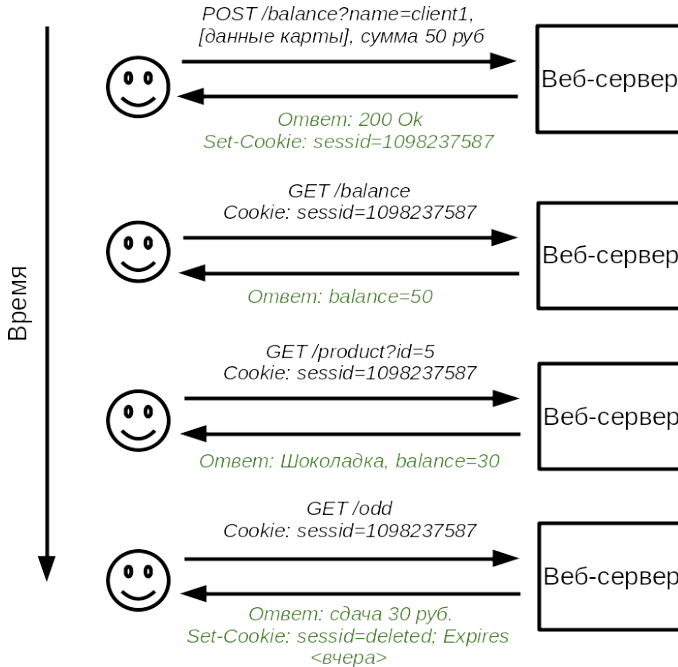 POST /balance?name=client1,
[данные карты], сумма 50 руб
Веб-сервер
Ответ: 200 Ok
Set-Cookie: sessid=1098237587
GET /balance
Cookie: sessid=1098237587
Веб-сервер
Ответ: balance=50
Время
GET /product?id=5
Cookie: sessid=1098237587
Веб-сервер
Ответ: Шоколадка, balance=30
GET /odd
Cookie: sessid=1098237587
Веб-сервер
Ответ: сдача 30 руб.
Set-Cookie: sessid=deleted; Expires
<вчера>